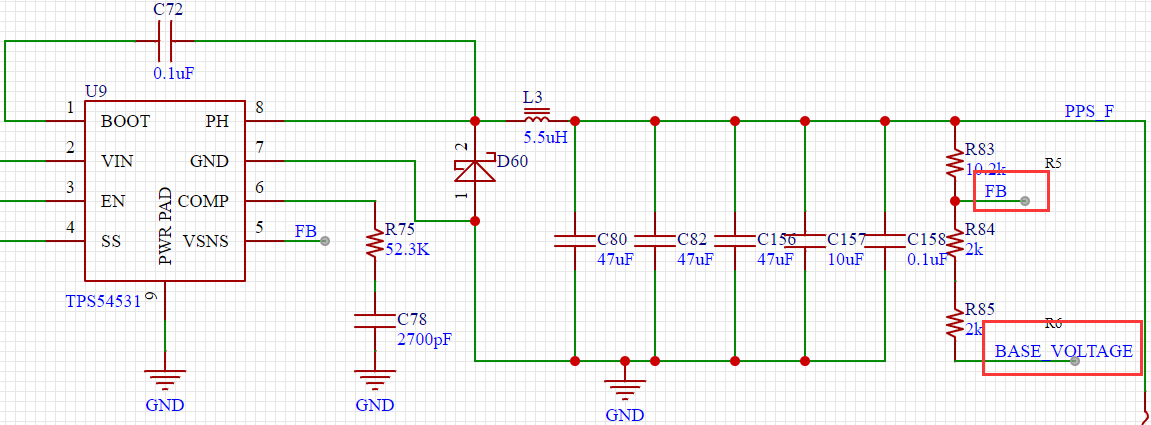 C72
0.1uF
U9
1 BOOT PH 8
2 VIN GND 7
3 EN COMP 6
4 SS VSNS 5
PWR PAD
9
TPS54531
GND
FB
R75
52.3K
C78
2700pF
GND
L3
5.5uH
2
D60
1
C80
47uF
C82
47uF
C156
47uF
C157
10uF
C158
0.1uF
GND
PPS_F
R83
10.2k
R5
FB
R84
2k
R85
2k
R6
BASE_VOLTAGE